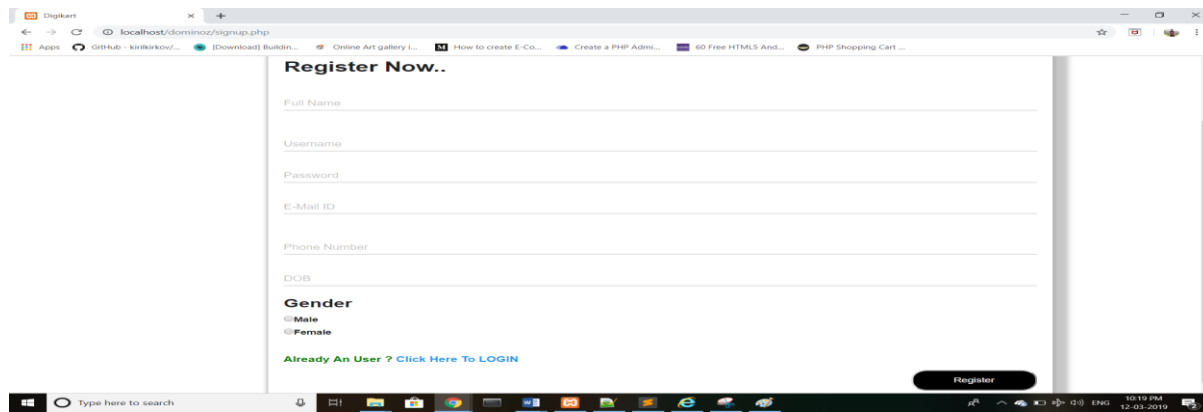 Digikart
localhost/dominoz/signup.php
Apps GitHub - kirilkirkov/... [Download] Buildin... Online Art gallery i... M How to create E-Co... Create a PHP Admi... 60 Free HTML5 And... PHP Shopping Cart ...
Register Now..
Full Name
Username
Password
E-Mail ID
Phone Number
DOB
Gender
Male
Female
Already An User ? Click Here To LOGIN
Register
Type here to search
ENG
10:19 PM
12-03-2019